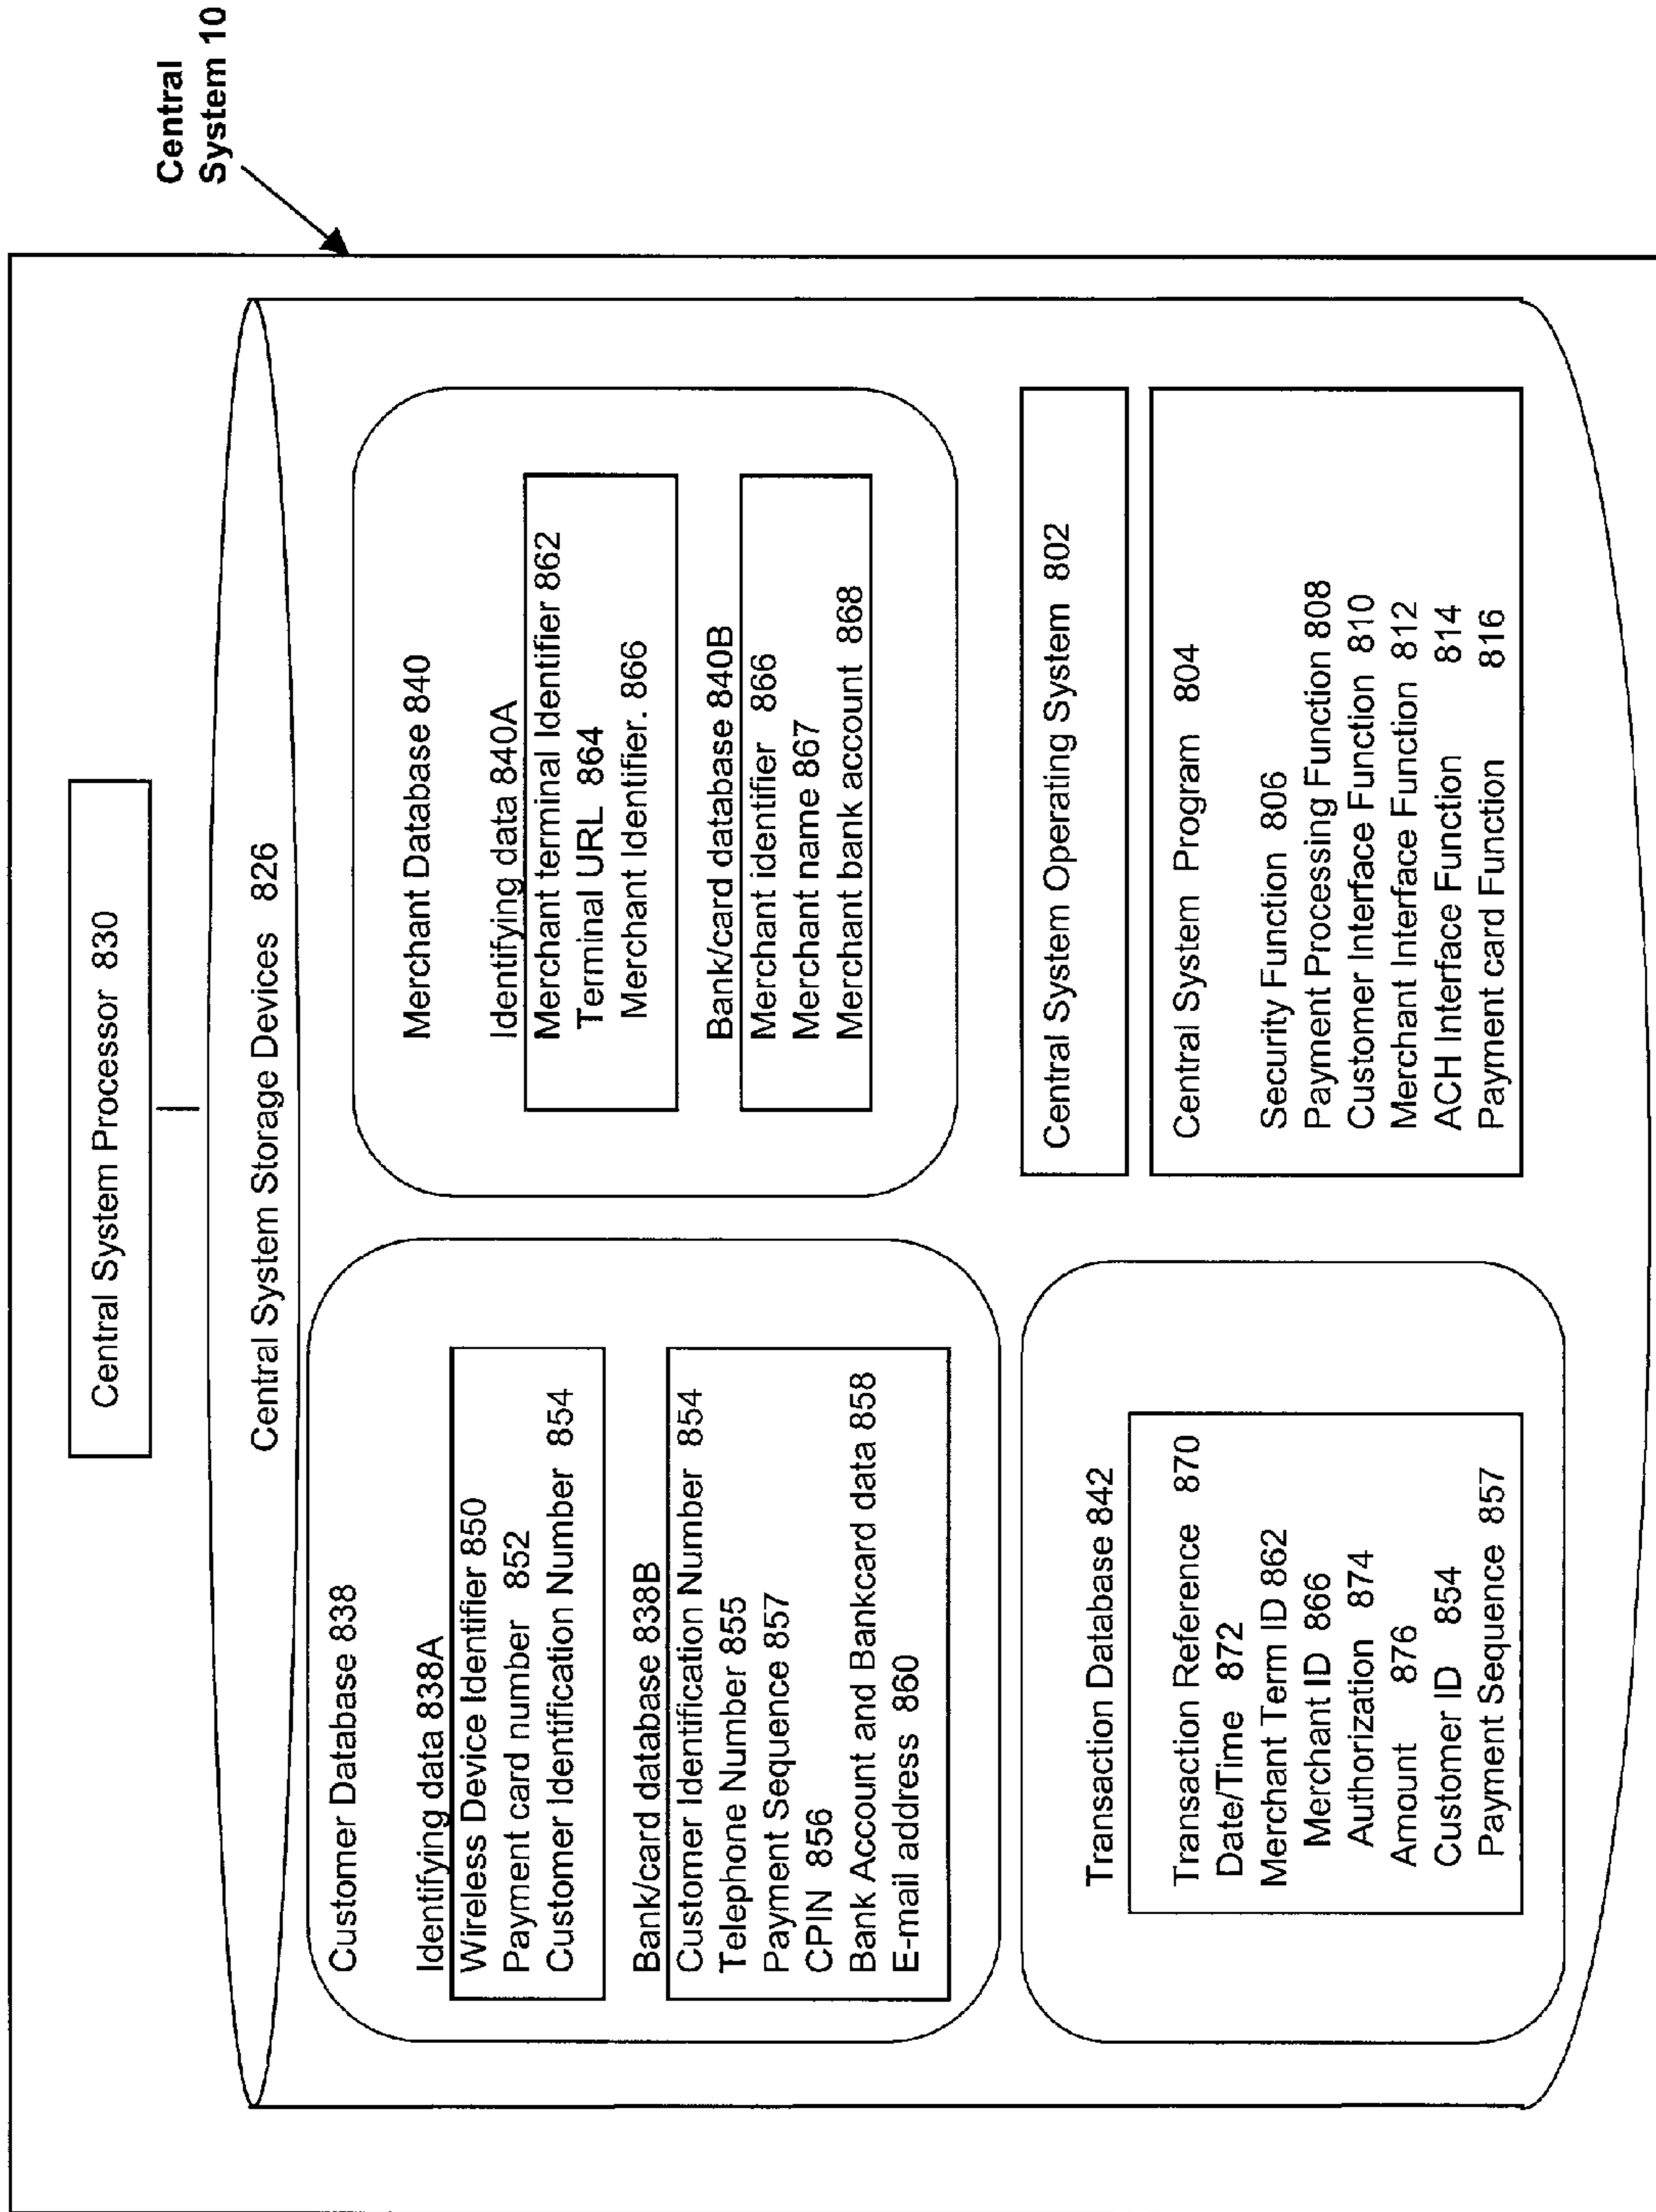 Central
System 10
Central System Processor 830
Central System Storage Devices 826
Customer Database 838
Identifying data 838A
Wireless Device Identifier 850
Payment card number 852
Customer Identification Number 854
Bank/card database 838B
Customer Identification Number 854
Telephone Number 855
Payment Sequence 857
CPIN 856
Bank Account and Bankcard data 858
E-mail address 860
Merchant Database 840
Identifying data 840A
Merchant terminal Identifier 862
Terminal URL 864
Merchant Identifier. 866
Bank/card database 840B
Merchant identifier 866
Merchant name 867
Merchant bank account 868
Transaction Database 842
Transaction Reference 870
Date/Time 872
Merchant Term ID 862
Merchant ID 866
Authorization 874
Amount 876
Customer ID 854
Payment Sequence 857
Central System Operating System 802
Central System Program 804
Security Function 806
Payment Processing Function 808
Customer Interface Function 810
Merchant Interface Function 812
ACH Interface Function 814
Payment card Function 816